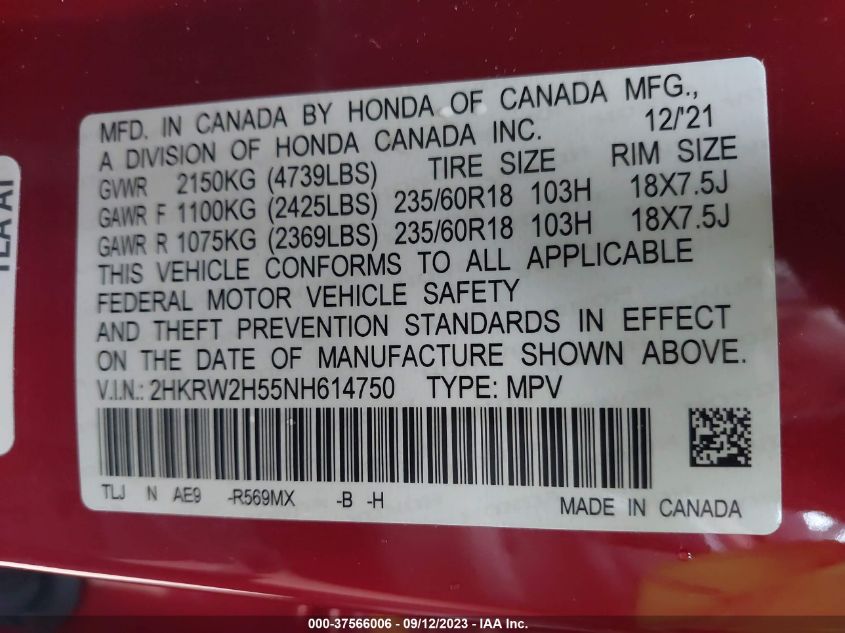 MFD. IN CANADA BY HONDA OF CANADA MFG.,
A DIVISION OF HONDA CANADA INC. 12/'21
GVWR 2150KG (4739LBS) TIRE SIZE RIM SIZE
GAWR F 1100KG (2425LBS) 235/60R18 103H 18X7.5J
GAWR R 1075KG (2369LBS) 235/60R18 103H 18X7.5J
THIS VEHICLE CONFORMS TO ALL APPLICABLE
FEDERAL MOTOR VEHICLE SAFETY
AND THEFT PREVENTION STANDARDS IN EFFECT
ON THE DATE OF MANUFACTURE SHOWN ABOVE.
V.I.N.: 2HKRW2H55NH614750 TYPE: MPV
TLJ N AE9 -R569MX -B -H MADE IN CANADA
TLA A1
000-37566006 - 09/12/2023 - IAA Inc.